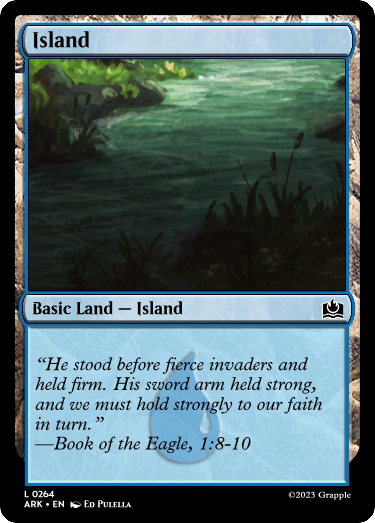 Island
Basic Land — Island
“He stood before fierce invaders and
held firm. His sword arm held strong,
and we must hold strongly to our faith
in turn.”
—Book of the Eagle, 1:8-10
L 0264
ARK • EN Ed Pulella
©2023 Grapple